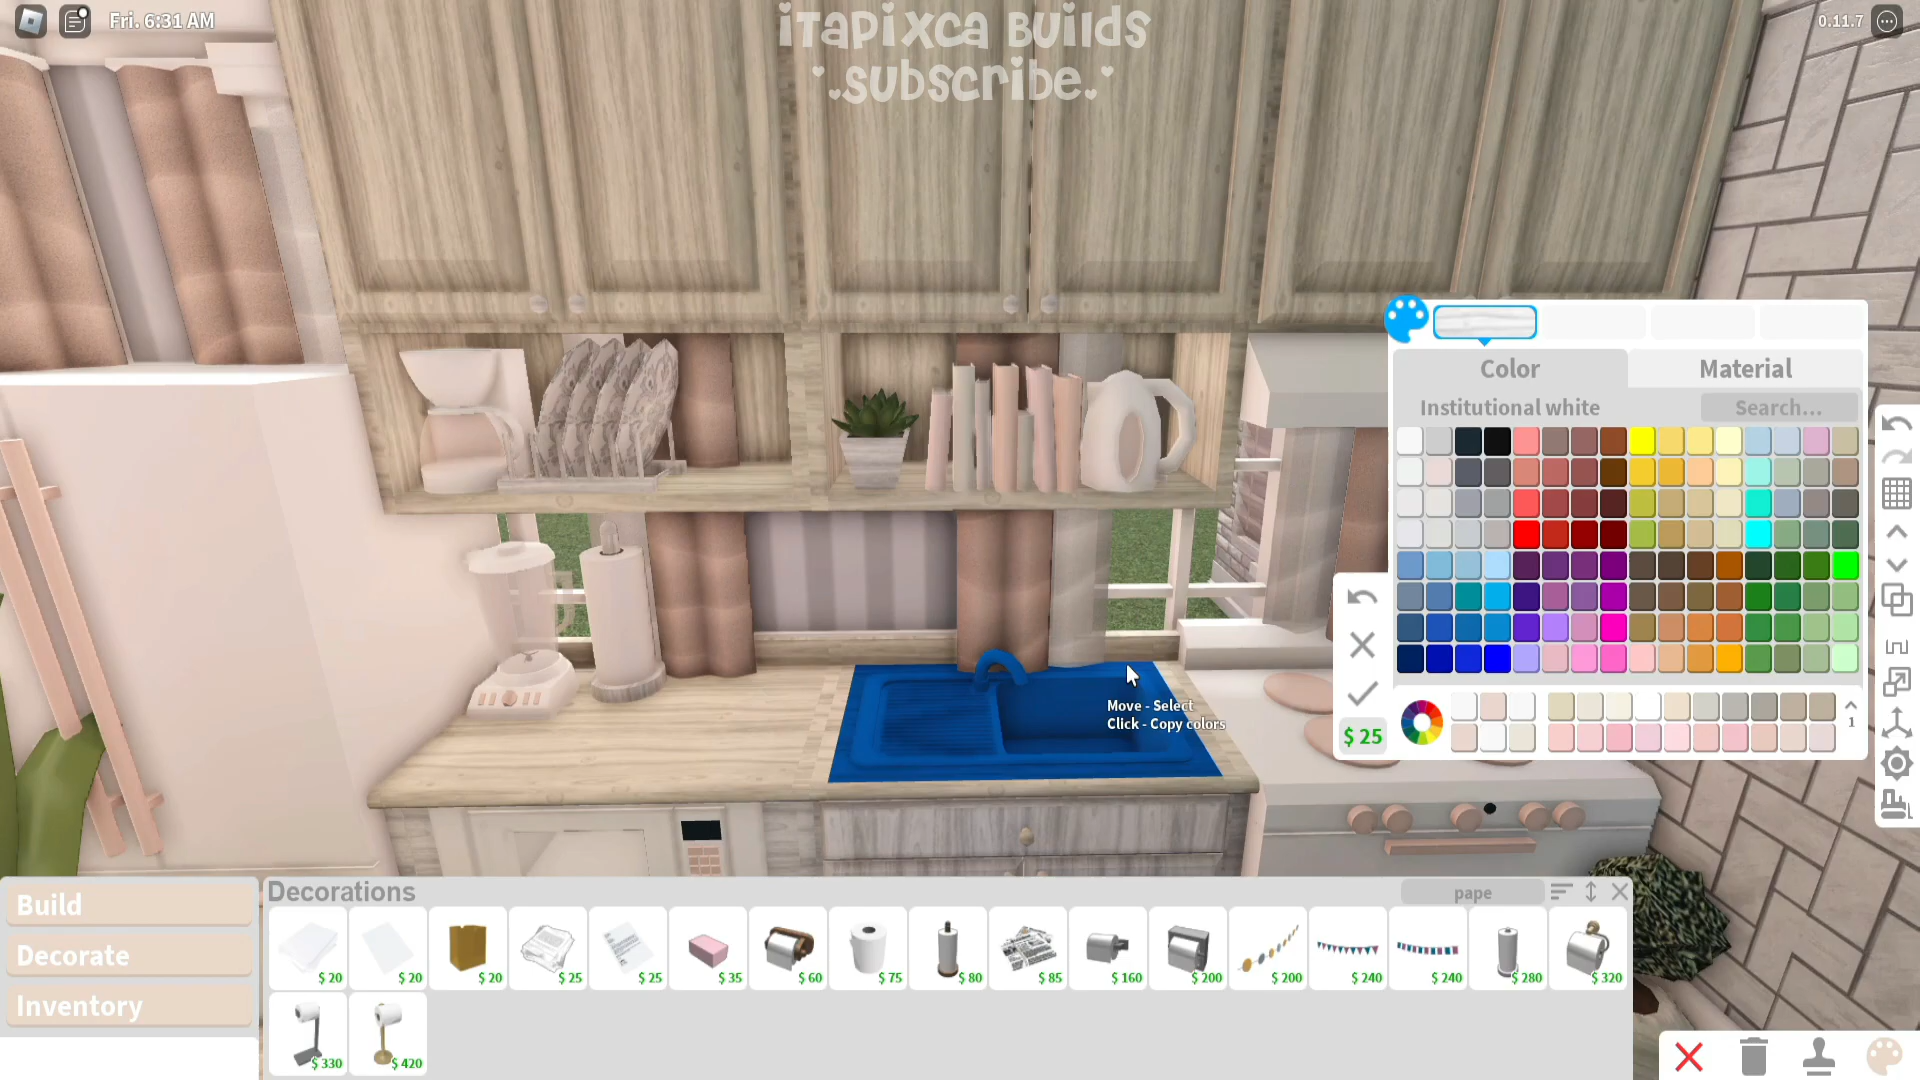 Fri. 6:31 AM
iTapixca Builds
.subscribe.
0.11.7
Color
Material
Institutional white
Search...
Move - Select
Click - Copy colors
$ 25
1
Build
Decorate
Inventory
Decorations
pape
$ 20
$ 20
$ 20
$ 25
$ 25
$ 35
$ 60
$ 75
$ 80
$ 85
$ 160
$ 200
$ 200
$ 240
$ 240
$ 280
$ 320
$ 330
$ 420